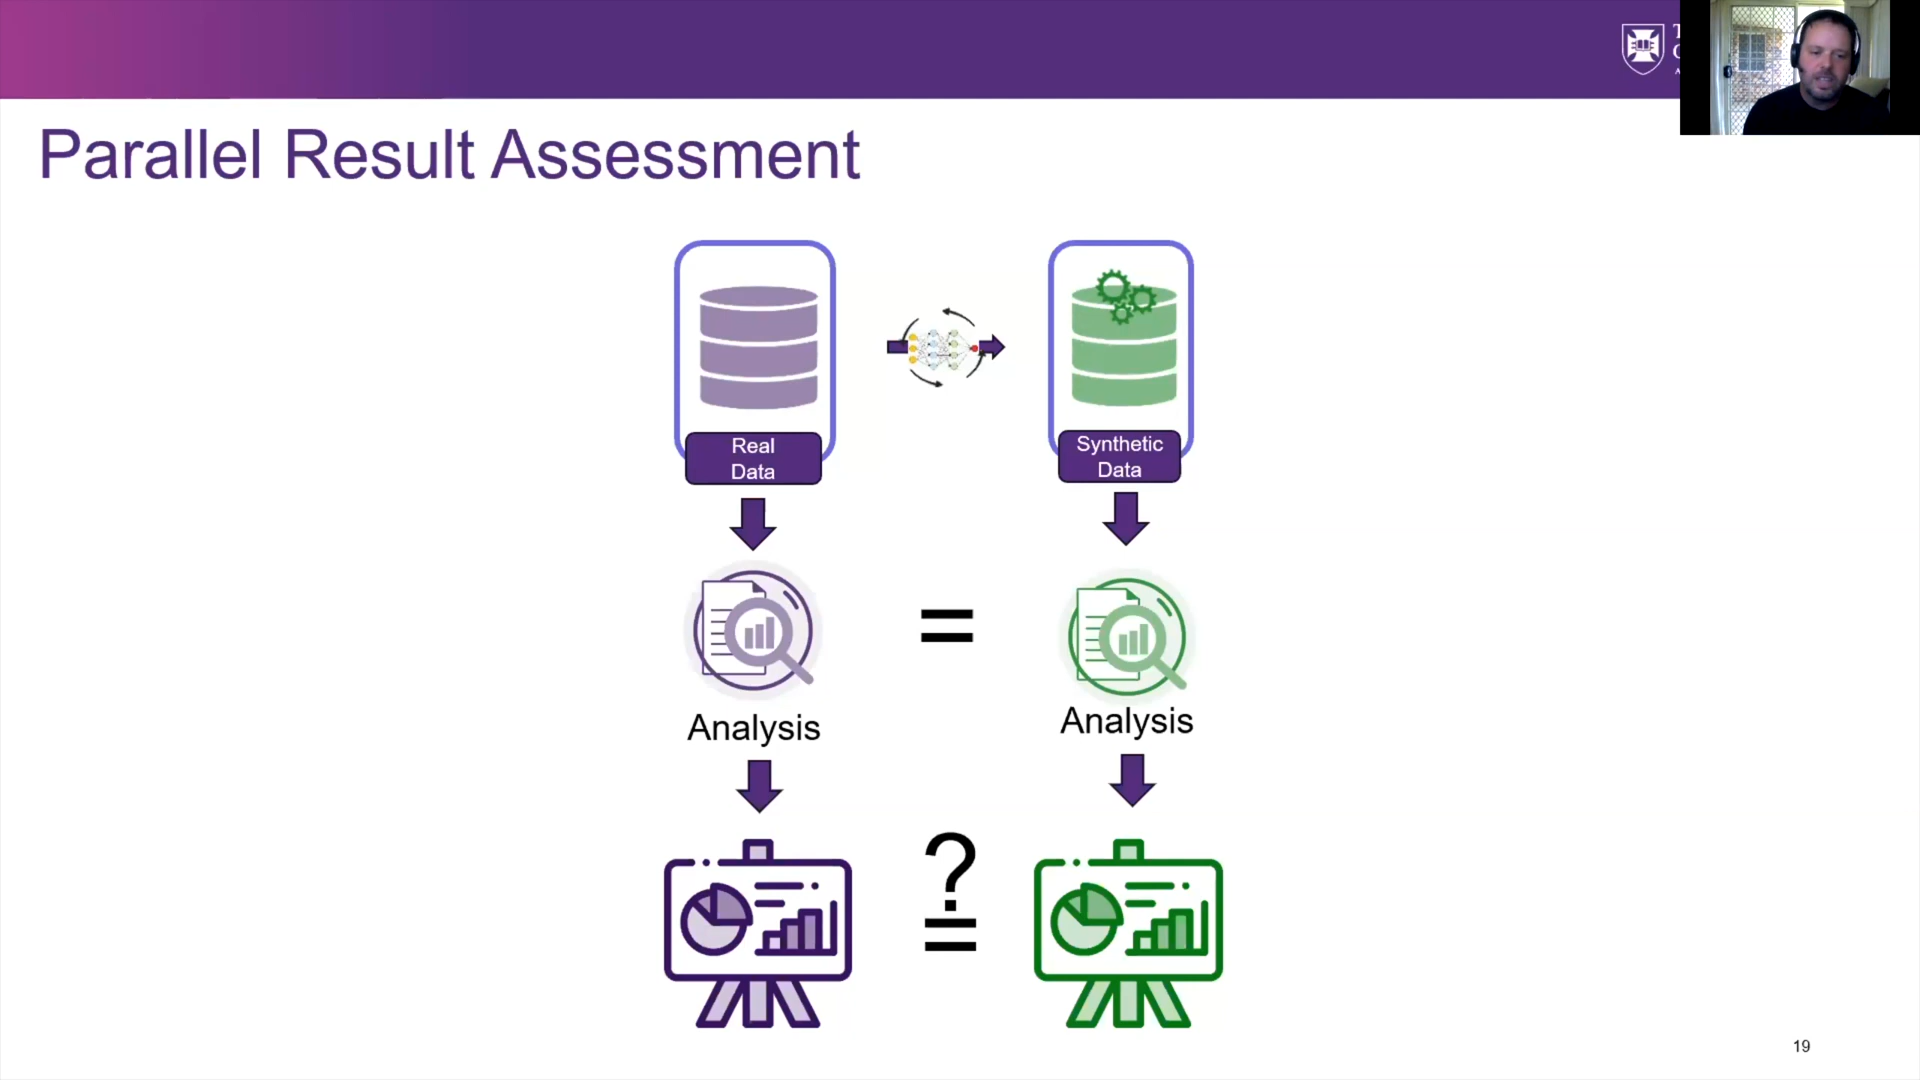 Parallel Result Assessment
Real
Data
Synthetic
Data
=
Analysis
Analysis
?
=
19